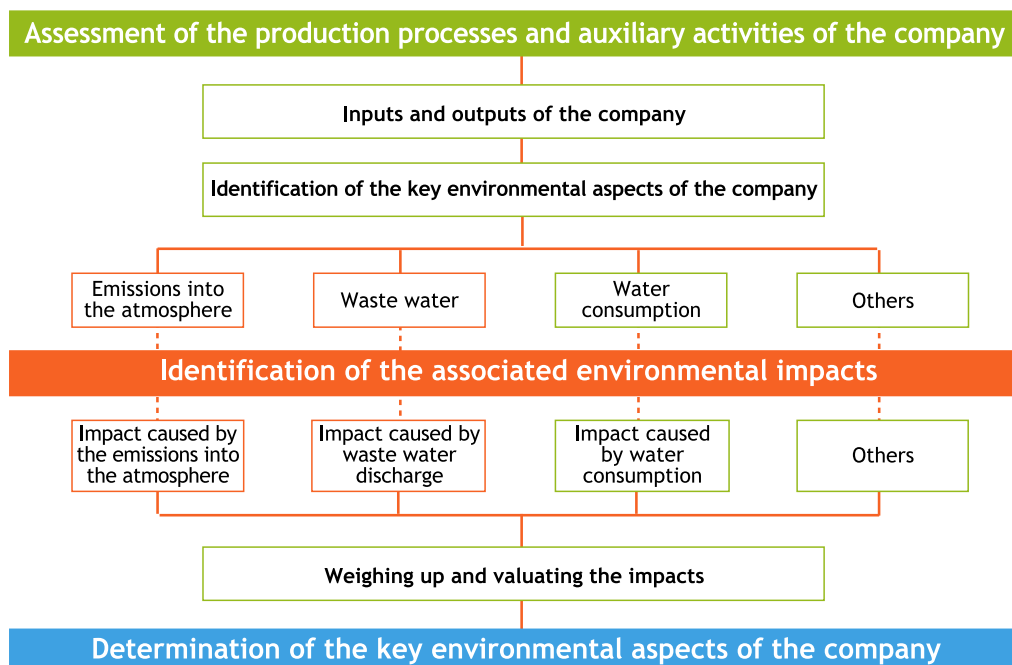 Assessment of the production processes and auxiliary activities of the company
Inputs and outputs of the company
Identification of the key environmental aspects of the company
Emissions into
the atmosphere
Waste water
Water
consumption
Others
Identification of the associated environmental impacts
Impact caused by
the emissions into
the atmosphere
Impact caused by
waste water
discharge
Impact caused
by water
consumption
Others
Weighing up and valuating the impacts
Determination of the key environmental aspects of the company